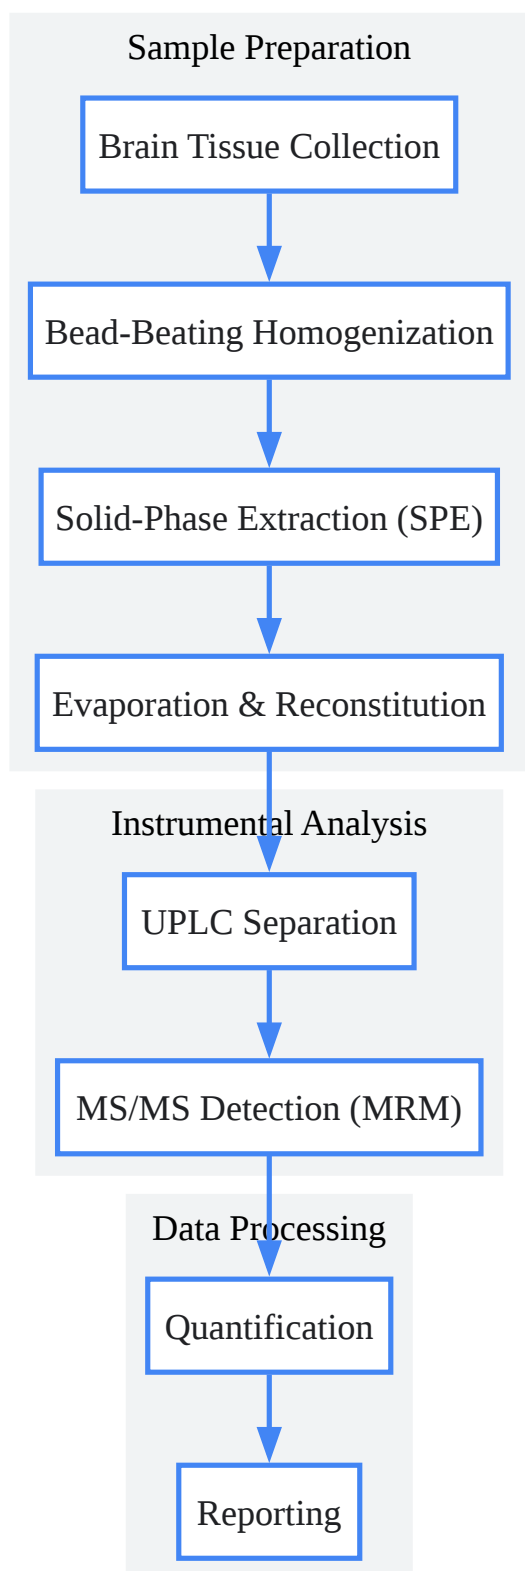 Sample Preparation
Brain Tissue Collection
Bead-Beating Homogenization
Solid-Phase Extraction (SPE)
Evaporation & Reconstitution
Instrumental Analysis
UPLC Separation
MS/MS Detection (MRM)
Data Processing
Quantification
Reporting